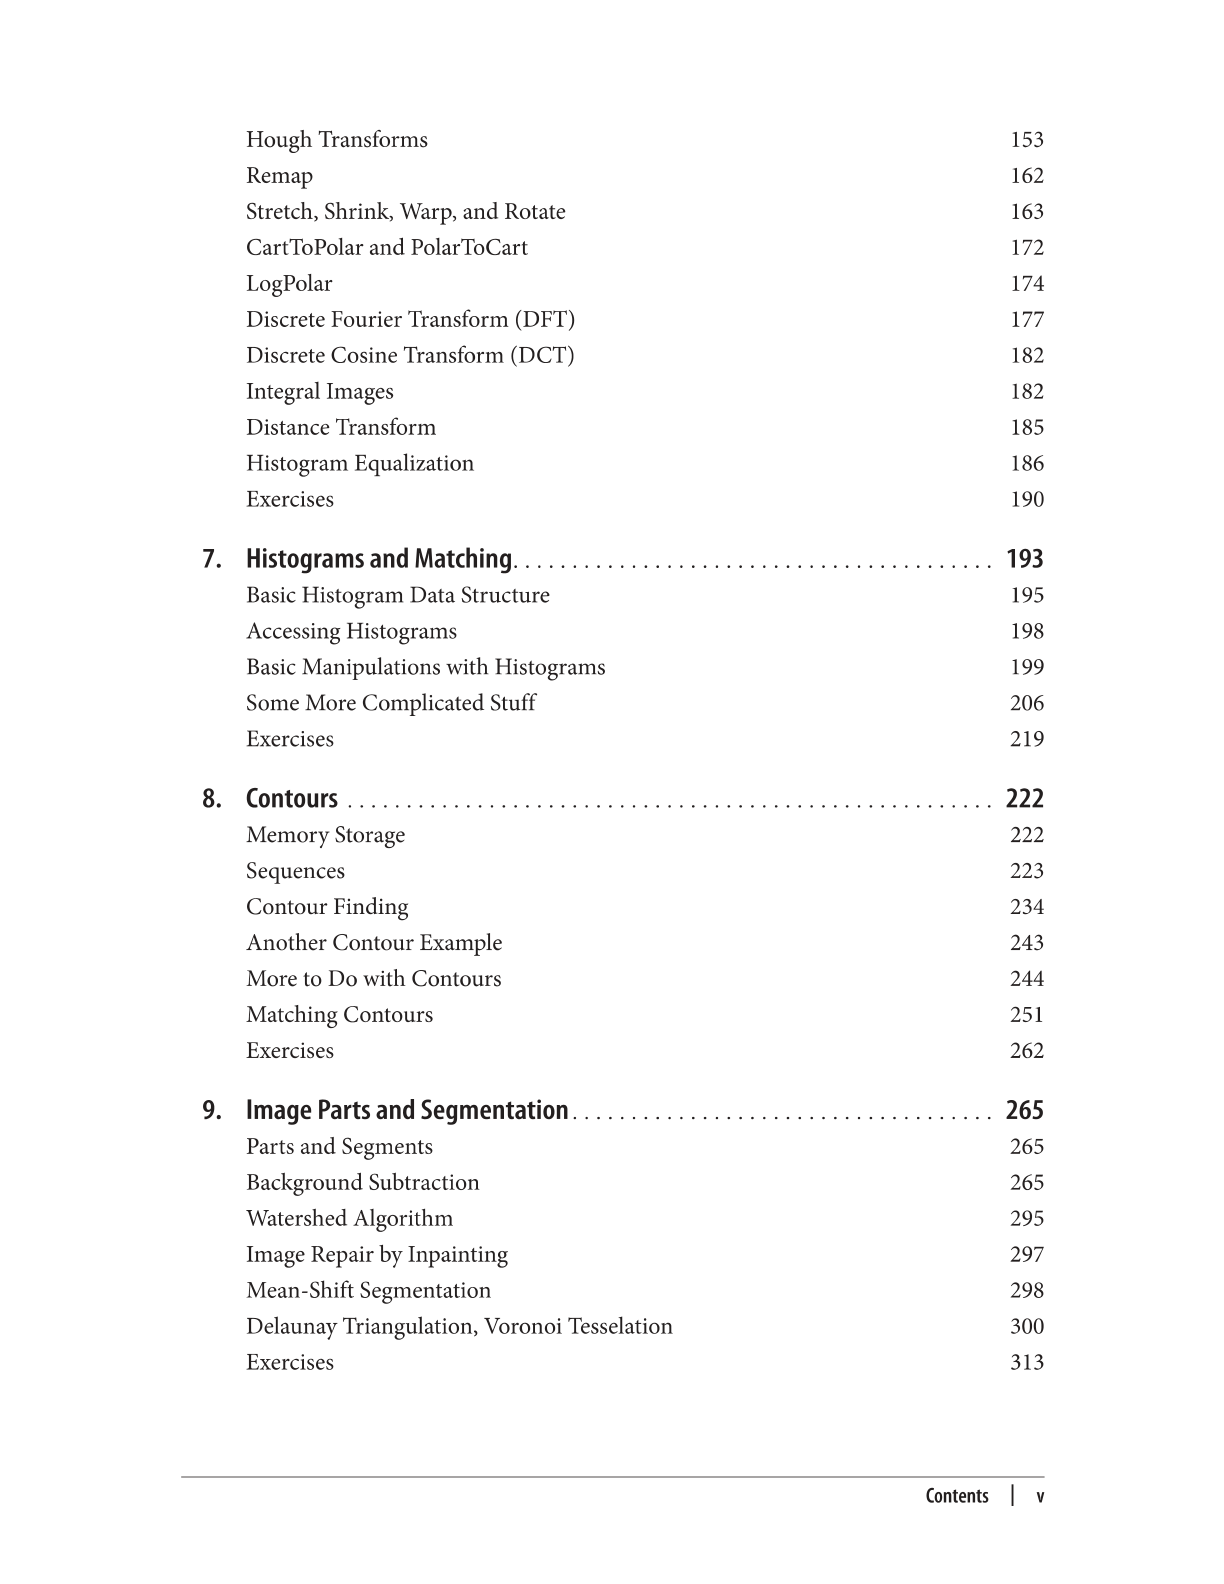 Hough Transforms 153
Remap 162
Stretch, Shrink, Warp, and Rotate 163
CartToPolar and PolarToCart 172
LogPolar 174
Discrete Fourier Transform (DFT) 177
Discrete Cosine Transform (DCT) 182
Integral Images 182
Distance Transform 185
Histogram Equalization 186
Exercises 190
7. Histograms and Matching. . . . . . . . . . . . . . . . . . . . . . . . . . . . . . . . . . . . . . . . . 193
Basic Histogram Data Structure 195
Accessing Histograms 198
Basic Manipulations with Histograms 199
Some More Complicated Stuff 206
Exercises 219
8. Contours . . . . . . . . . . . . . . . . . . . . . . . . . . . . . . . . . . . . . . . . . . . . . . . . . . . . . . . 222
Memory Storage 222
Sequences 223
Contour Finding 234
Another Contour Example 243
More to Do with Contours 244
Matching Contours 251
Exercises 262
9. Image Parts and Segmentation . . . . . . . . . . . . . . . . . . . . . . . . . . . . . . . . . . . . 265
Parts and Segments 265
Background Subtraction 265
Watershed Algorithm 295
Image Repair by Inpainting 297
Mean-Shift Segmentation 298
Delaunay Triangulation, Voronoi Tesselation 300
Exercises 313
Contents | v